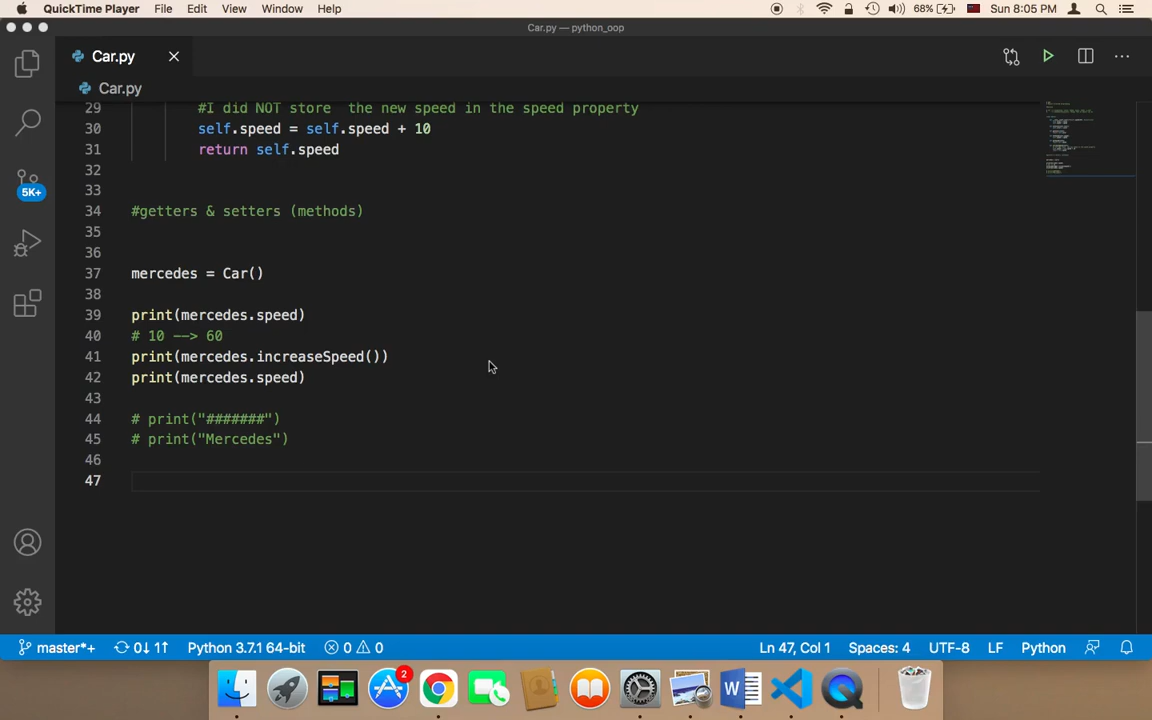 QuickTime Player File Edit View Window Help 68% Sun 8:05 PM
Car.py — python_oop
Car.py
Car.py
29 #I did NOT store  the new speed in the speed property
30 self.speed = self.speed + 10
31 return self.speed
32
33
34 #getters & setters (methods)
35
36
37 mercedes = Car()
38
39 print(mercedes.speed)
40 # 10 --> 60
41 print(mercedes.increaseSpeed())
42 print(mercedes.speed)
43
44 # print("#######")
45 # print("Mercedes")
46
47
5K+
master*+ 0↓ 1↑ Python 3.7.1 64-bit 0 0 Ln 47, Col 1 Spaces: 4 UTF-8 LF Python
2